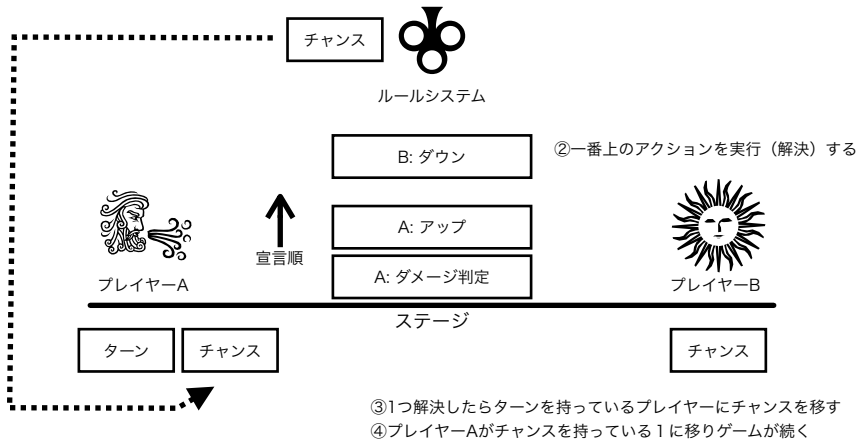 チャンス
ルールシステム
B: ダウン
②一番上のアクションを実行（解決）する
A: アップ
宣言順
A: ダメージ判定
プレイヤーA
プレイヤーB
ステージ
ターン
チャンス
チャンス
③1つ解決したらターンを持っているプレイヤーにチャンスを移す
④プレイヤーAがチャンスを持っている１に移りゲームが続く